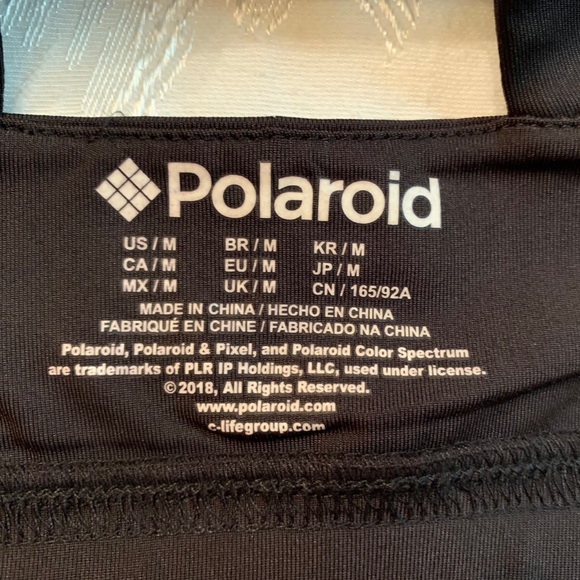 Polaroid
US / M BR / M KR / M
CA / M EU / M JP / M
MX / M UK / M CN / 165/92A
MADE IN CHINA / HECHO EN CHINA
FABRIQUÉ EN CHINE / FABRICADO NA CHINA
Polaroid, Polaroid & Pixel, and Polaroid Color Spectrum
are trademarks of PLR IP Holdings, LLC, used under license.
©2018, All Rights Reserved.
www.polaroid.com
c-lifegroup.com